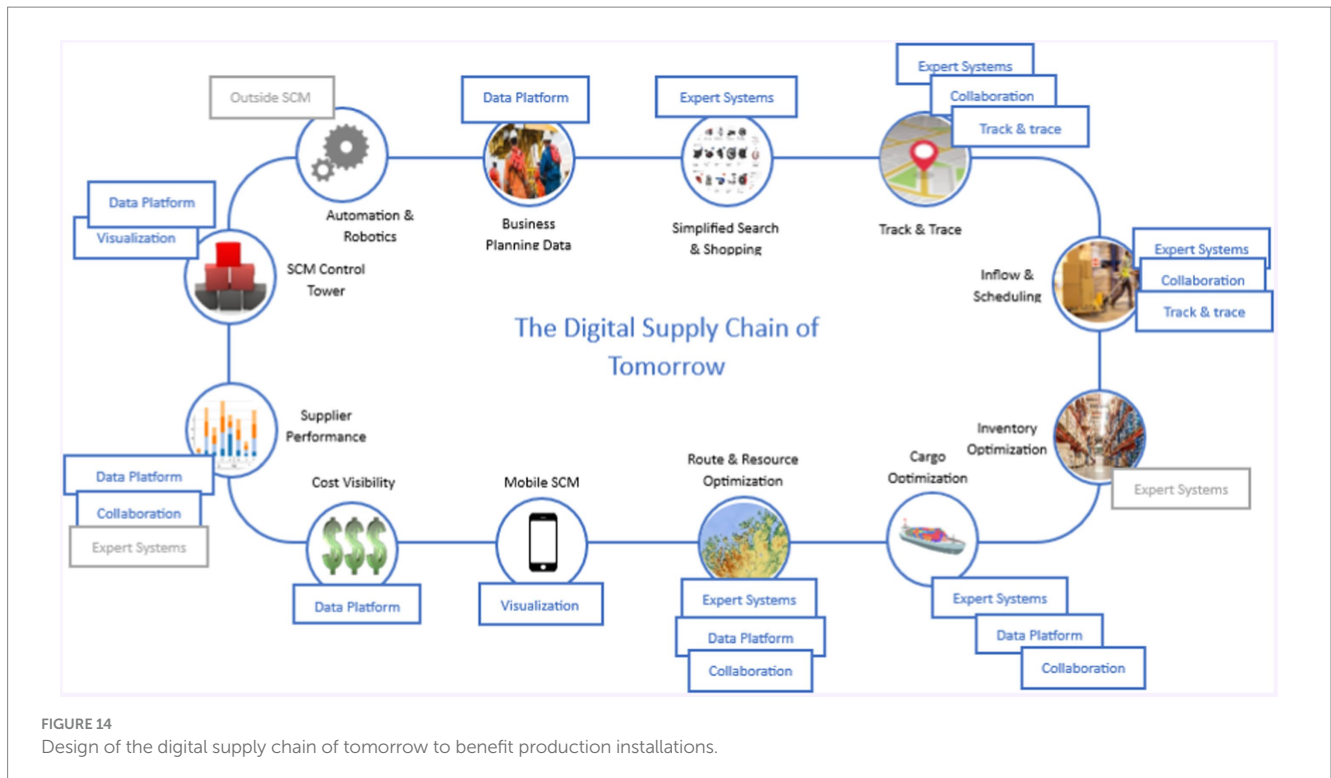 Outside SCM
Automation &
Robotics
Data Platform
Business
Planning Data
Expert Systems
Simplified Search
& Shopping
Expert Systems
Collaboration
Track & trace
Track & Trace
Data Platform
Visualization
SCM Control
Tower
Inflow &
Scheduling
Expert Systems
Collaboration
Track & trace
The Digital Supply Chain of
Tomorrow
Supplier
Performance
Data Platform
Collaboration
Expert Systems
Cost Visibility
Data Platform
Mobile SCM
Visualization
Route & Resource
Optimization
Expert Systems
Data Platform
Collaboration
Cargo
Optimization
Expert Systems
Data Platform
Collaboration
Inventory
Optimization
Expert Systems
FIGURE 14
Design of the digital supply chain of tomorrow to benefit production installations.